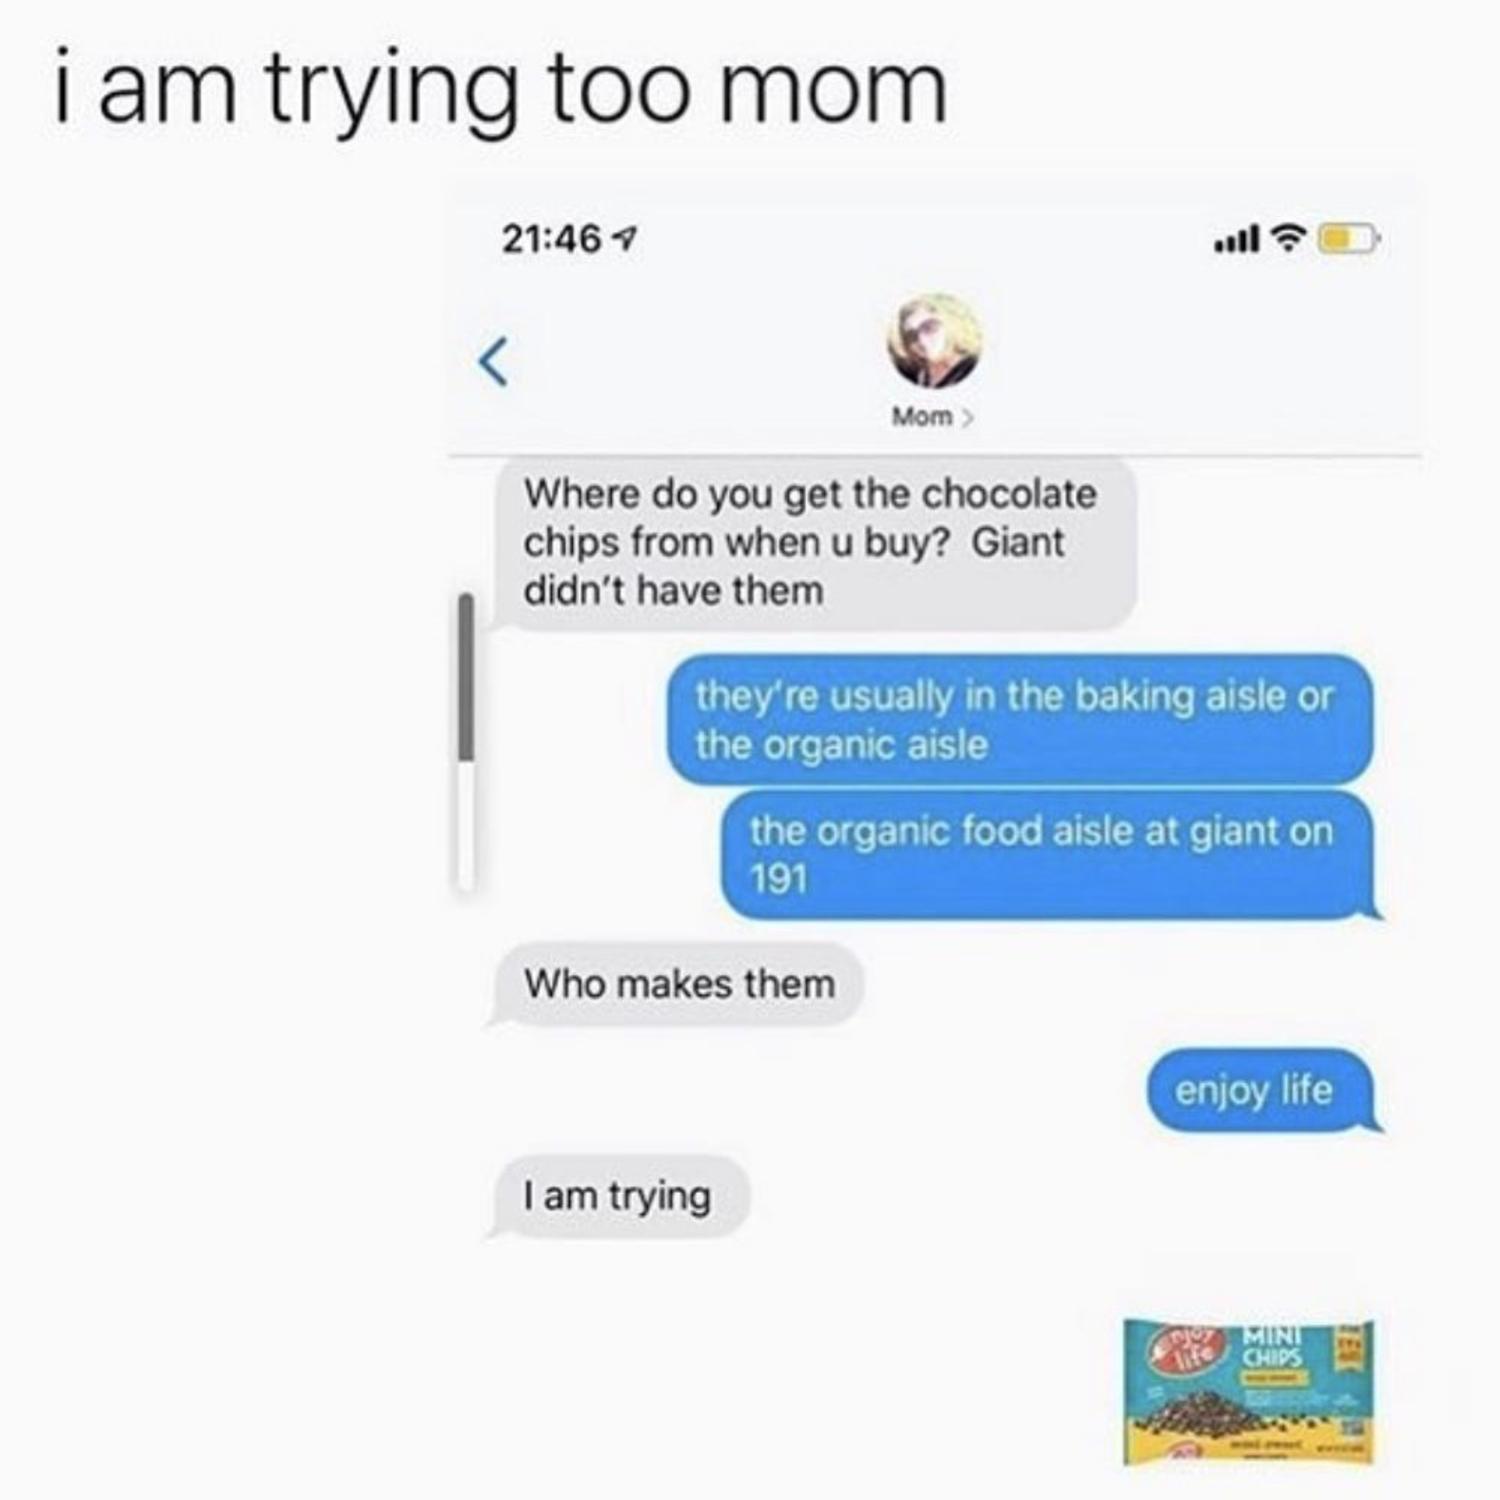 i am trying too mom
21:46
Mom >
Where do you get the chocolate
chips from when u buy?  Giant
didn't have them
they're usually in the baking aisle or
the organic aisle
the organic food aisle at giant on
191
Who makes them
enjoy life
I am trying
enjoy
life
MINI
CHIPS